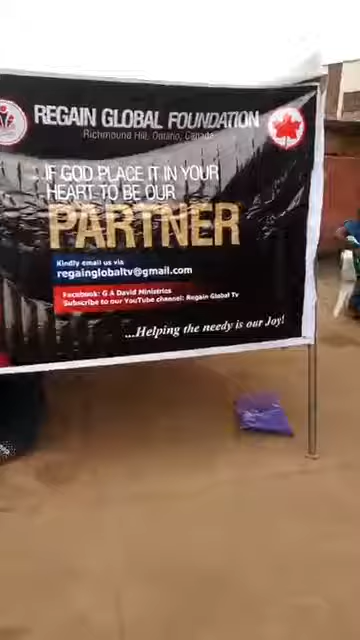 REGAIN GLOBAL FOUNDATION
Richmound Hill, Ontario, Canada
IF GOD PLACE IT IN YOUR
HEART TO BE OUR
PARTNER
Kindly email us via
regainglobaltv@gmail.com
Facebook: G A David Ministries
Subscribe to our YouTube channel: Regain Global Tv
...Helping the needy is our Joy!